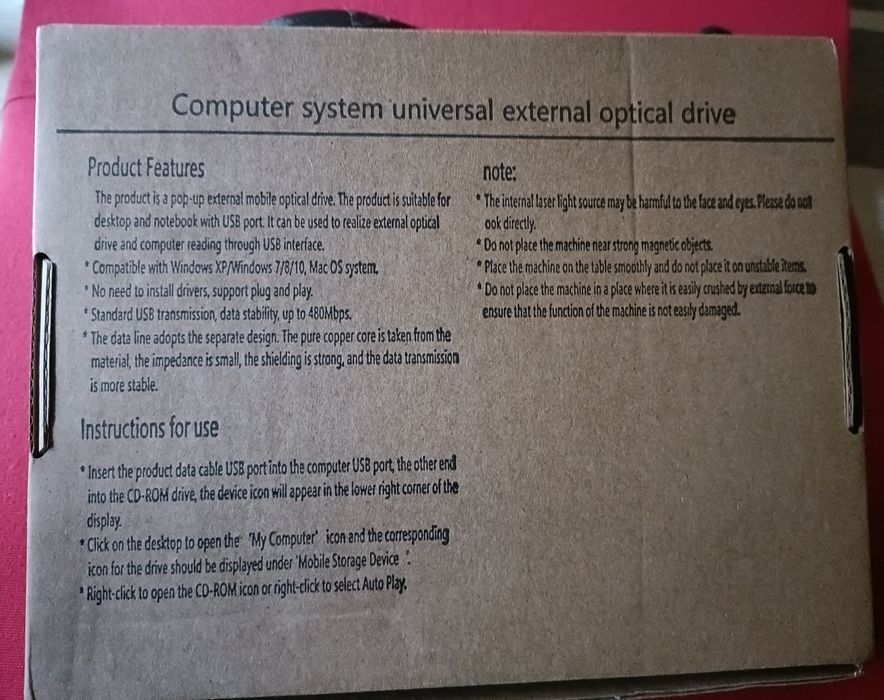 Computer system universal external optical drive
Product Features
The product is a pop-up external mobile optical drive. The product is suitable for
desktop and notebook with USB port. It can be used to realize external optical
drive and computer reading through USB interface.
* Compatible with Windows XP/Windows 7/8/10, Mac OS system.
* No need to install drivers, support plug and play.
* Standard USB transmission, data stability, up to 480Mbps.
* The data line adopts the separate design. The pure copper core is taken from the
material, the impedance is small, the shielding is strong, and the data transmission
is more stable.
Instructions for use
* Insert the product data cable USB port into the computer USB port, the other end
into the CD-ROM drive, the device icon will appear in the lower right corner of the
display.
* Click on the desktop to open the "My Computer" icon and the corresponding
icon for the drive should be displayed under "Mobile Storage Device ".
* Right-click to open the CD-ROM icon or right-click to select Auto Play.
note:
* The internal laser light source may be harmful to the face and eyes. Please do not
ook directly.
* Do not place the machine near strong magnetic objects.
* Place the machine on the table smoothly and do not place it on unstable items.
* Do not place the machine in a place where it is easily crushed by external force to
ensure that the function of the machine is not easily damaged.